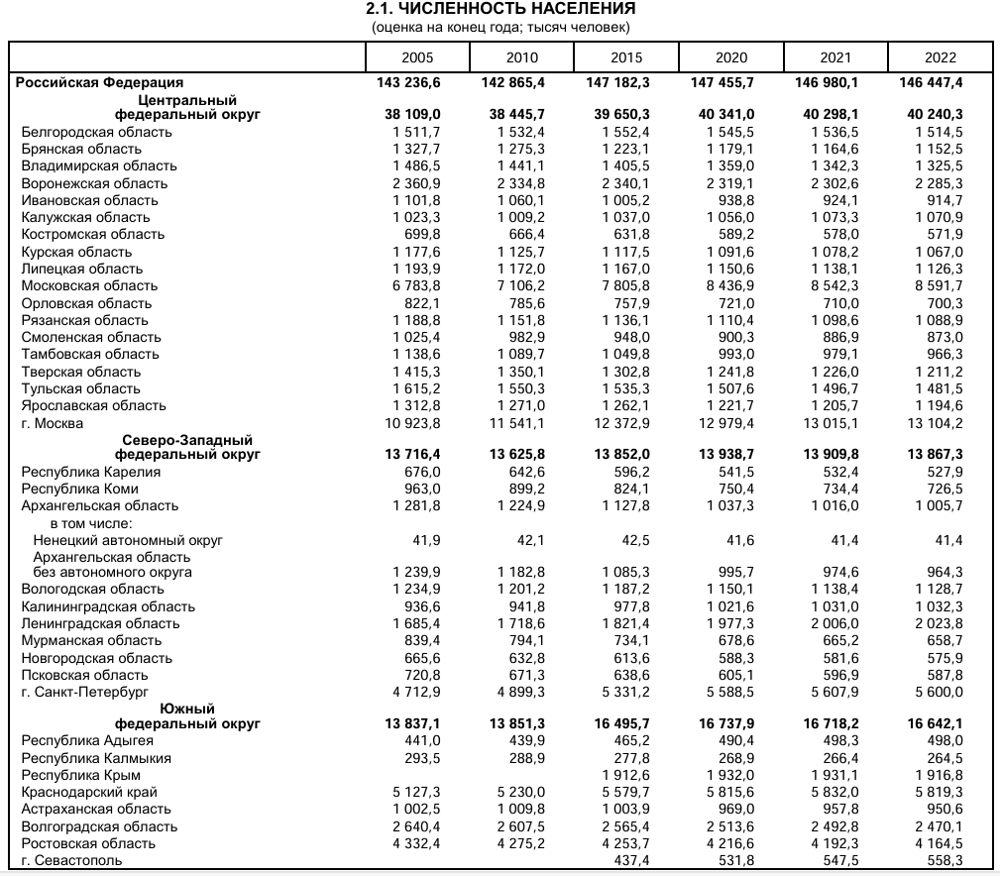 2.1. ЧИСЛЕННОСТЬ НАСЕЛЕНИЯ
(оценка на конец года; тысяч человек)
2005 2010 2015 2020 2021 2022
Российская Федерация 143 236,6 142 865,4 147 182,3 147 455,7 146 980,1 146 447,4
Центральный
федеральный округ 38 109,0 38 445,7 39 650,3 40 341,0 40 298,1 40 240,3
Белгородская область 1 511,7 1 532,4 1 552,4 1 545,5 1 536,5 1 514,5
Брянская область 1 327,7 1 275,3 1 223,1 1 179,1 1 164,6 1 152,5
Владимирская область 1 486,5 1 441,1 1 405,5 1 359,0 1 342,3 1 325,5
Воронежская область 2 360,9 2 334,8 2 340,1 2 319,1 2 302,6 2 285,3
Ивановская область 1 101,8 1 060,1 1 005,2 938,8 924,1 914,7
Калужская область 1 023,3 1 009,2 1 037,0 1 056,0 1 073,3 1 070,9
Костромская область 699,8 666,4 631,8 589,2 578,0 571,9
Курская область 1 177,6 1 125,7 1 117,5 1 091,6 1 078,2 1 067,0
Липецкая область 1 193,9 1 172,0 1 167,0 1 150,6 1 138,1 1 126,3
Московская область 6 783,8 7 106,2 7 805,8 8 436,9 8 542,3 8 591,7
Орловская область 822,1 785,6 757,9 721,0 710,0 700,3
Рязанская область 1 188,8 1 151,8 1 136,1 1 110,4 1 098,6 1 088,9
Смоленская область 1 025,4 982,9 948,0 900,3 886,9 873,0
Тамбовская область 1 138,6 1 089,7 1 049,8 993,0 979,1 966,3
Тверская область 1 415,3 1 350,1 1 302,8 1 241,8 1 226,0 1 211,2
Тульская область 1 615,2 1 550,3 1 535,3 1 507,6 1 496,7 1 481,5
Ярославская область 1 312,8 1 271,0 1 262,1 1 221,7 1 205,7 1 194,6
г. Москва 10 923,8 11 541,1 12 372,9 12 979,4 13 015,1 13 104,2
Северо-Западный
федеральный округ 13 716,4 13 625,8 13 852,0 13 938,7 13 909,8 13 867,3
Республика Карелия 676,0 642,6 596,2 541,5 532,4 527,9
Республика Коми 963,0 899,2 824,1 750,4 734,4 726,5
Архангельская область 1 281,8 1 224,9 1 127,8 1 037,3 1 016,0 1 005,7
в том числе:
Ненецкий автономный округ 41,9 42,1 42,5 41,6 41,4 41,4
Архангельская область
без автономного округа 1 239,9 1 182,8 1 085,3 995,7 974,6 964,3
Вологодская область 1 234,9 1 201,2 1 187,2 1 150,1 1 138,4 1 128,7
Калининградская область 936,6 941,8 977,8 1 021,6 1 031,0 1 032,3
Ленинградская область 1 685,4 1 718,6 1 821,4 1 977,3 2 006,0 2 023,8
Мурманская область 839,4 794,1 734,1 678,6 665,2 658,7
Новгородская область 665,6 632,8 613,6 588,3 581,6 575,9
Псковская область 720,8 671,3 638,6 605,1 596,9 587,8
г. Санкт-Петербург 4 712,9 4 899,3 5 331,2 5 588,5 5 607,9 5 600,0
Южный
федеральный округ 13 837,1 13 851,3 16 495,7 16 737,9 16 718,2 16 642,1
Республика Адыгея 441,0 439,9 465,2 490,4 498,3 498,0
Республика Калмыкия 293,5 288,9 277,8 268,9 266,4 264,5
Республика Крым 1 912,6 1 932,0 1 931,1 1 916,8
Краснодарский край 5 127,3 5 230,0 5 579,7 5 815,6 5 832,0 5 819,3
Астраханская область 1 002,5 1 009,8 1 003,9 969,0 957,8 950,6
Волгоградская область 2 640,4 2 607,5 2 565,4 2 513,6 2 492,8 2 470,1
Ростовская область 4 332,4 4 275,2 4 253,7 4 216,6 4 192,3 4 164,5
г. Севастополь 437,4 531,8 547,5 558,3